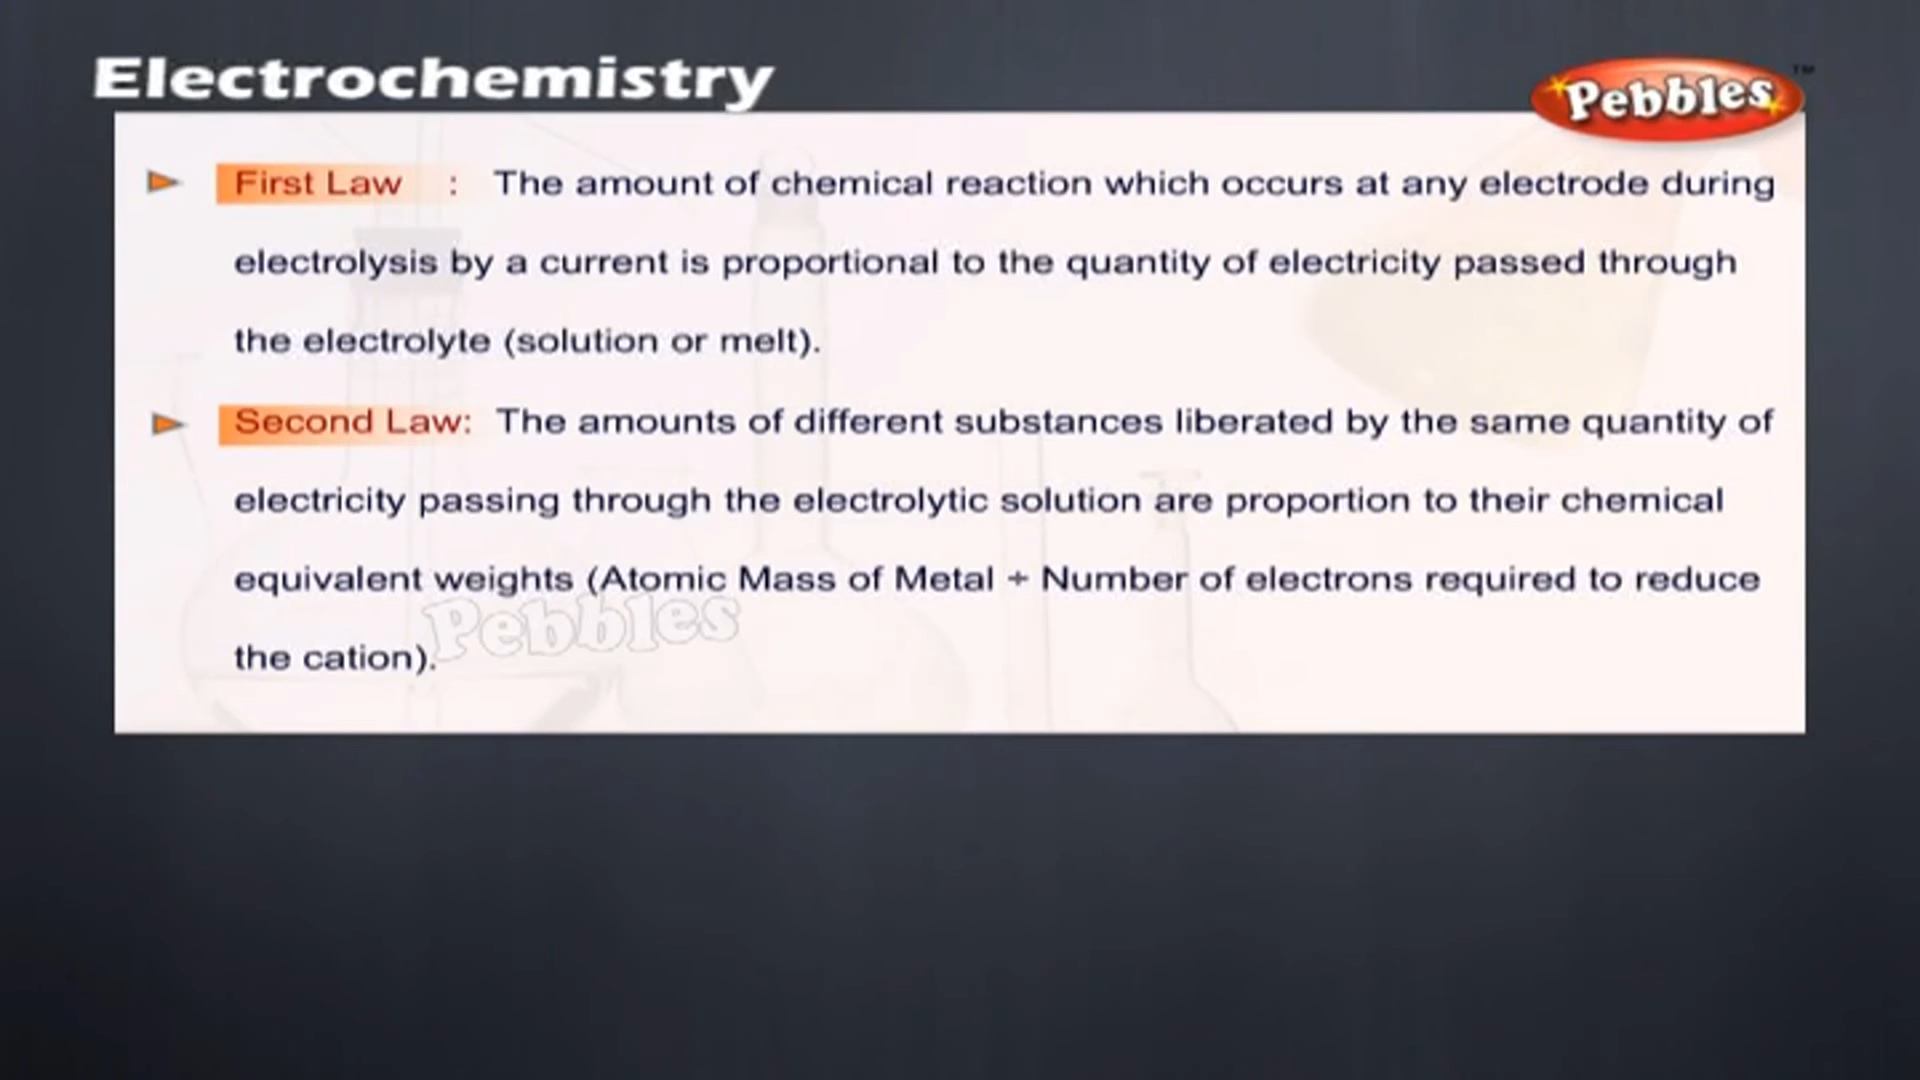 Electrochemistry
Pebbles™
First Law : The amount of chemical reaction which occurs at any electrode during
electrolysis by a current is proportional to the quantity of electricity passed through
the electrolyte (solution or melt).
Second Law: The amounts of different substances liberated by the same quantity of
electricity passing through the electrolytic solution are proportion to their chemical
equivalent weights (Atomic Mass of Metal ÷ Number of electrons required to reduce
the cation).
Pebbles